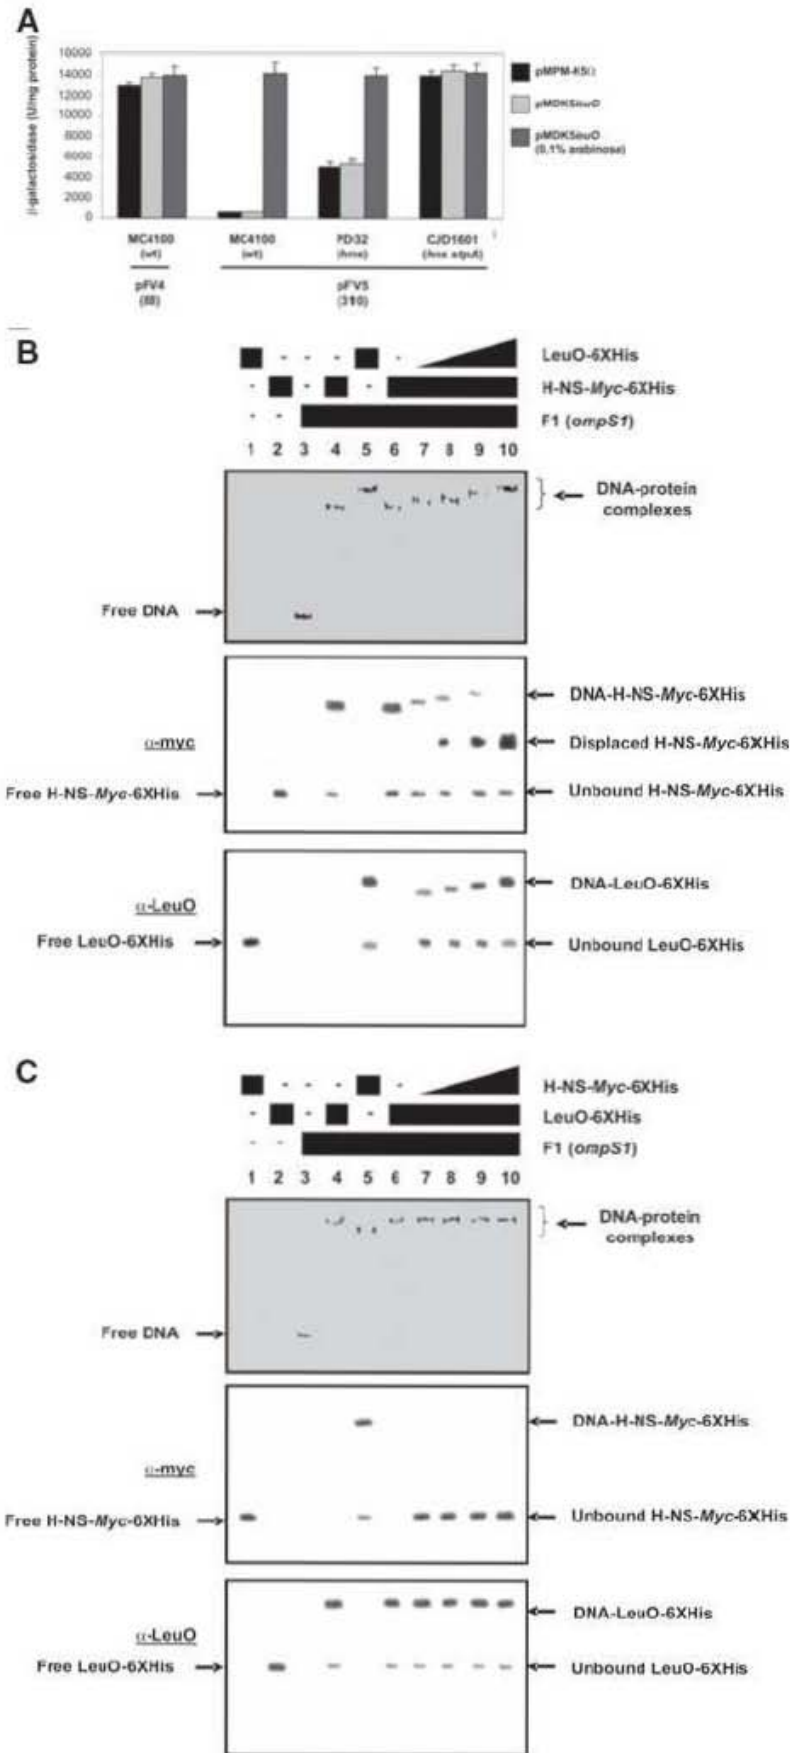 A
β-galactosidase (U/mg protein)
16000
14000
12000
10000
8000
6000
4000
2000
0
pMPM-K5Ω
pMDK5leuO
pMDK5leuO
(0.1% arabinose)
MC4100 MC4100 PD32 CJD1601
(wt) (wt) (hns) (hns stpA)
pFV4 pFV5
(88) (310)
B
- - - - LeuO-6XHis
- - - H-NS-Myc-6XHis
- - F1 (ompS1)
1 2 3 4 5 6 7 8 9 10
DNA-protein
complexes
Free DNA
DNA-H-NS-Myc-6XHis
α-myc
Displaced H-NS-Myc-6XHis
Free H-NS-Myc-6XHis
Unbound H-NS-Myc-6XHis
DNA-LeuO-6XHis
α-LeuO
Free LeuO-6XHis
Unbound LeuO-6XHis
C
- - - - H-NS-Myc-6XHis
- - - LeuO-6XHis
- - F1 (ompS1)
1 2 3 4 5 6 7 8 9 10
DNA-protein
complexes
Free DNA
DNA-H-NS-Myc-6XHis
α-myc
Free H-NS-Myc-6XHis
Unbound H-NS-Myc-6XHis
DNA-LeuO-6XHis
α-LeuO
Free LeuO-6XHis
Unbound LeuO-6XHis